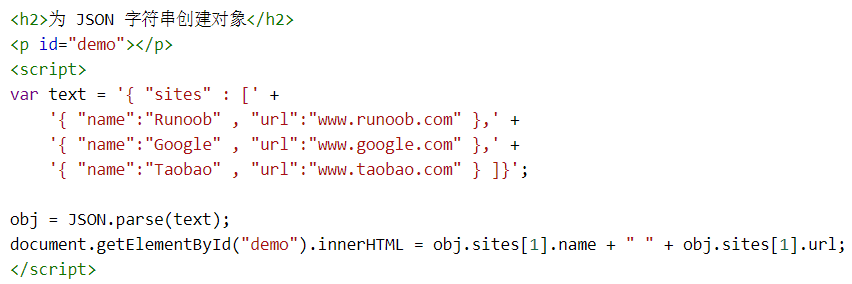 <h2>为 JSON 字符串创建对象</h2>
<p id="demo"></p>
<script>
var text = '{ "sites" : [' +
    '{ "name":"Runoob" , "url":"www.runoob.com" },' +
    '{ "name":"Google" , "url":"www.google.com" },' +
    '{ "name":"Taobao" , "url":"www.taobao.com" } ]}';

obj = JSON.parse(text);
document.getElementById("demo").innerHTML = obj.sites[1].name + " " + obj.sites[1].url;
</script>